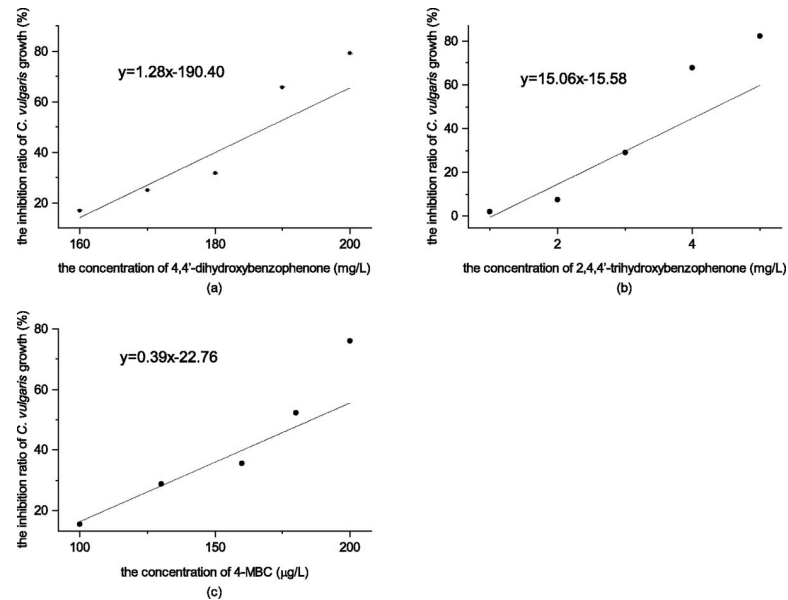 the inhibition ratio of C. vulgaris growth (%)
80
60
40
20
y=1.28x-190.40
160
180
200
the concentration of 4,4'-dihydroxybenzophenone (mg/L)
(a)
the inhibition ratio of C. vulgaris growth (%)
80
60
40
20
0
y=15.06x-15.58
2
4
the concentration of 2,4,4'-trihydroxybenzophenone (mg/L)
(b)
the inhibition ratio of C. vulgaris growth (%)
80
60
40
20
y=0.39x-22.76
100
150
200
the concentration of 4-MBC (μg/L)
(c)